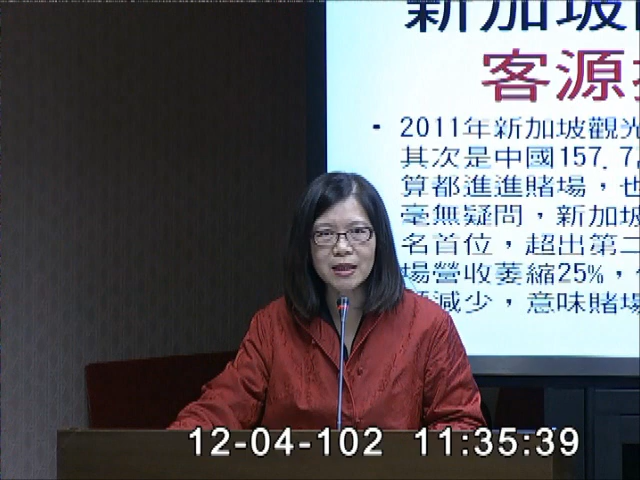 新加坡
客源
- 2011年新加坡觀光
其次是中國157.7
算都進進賭場，也
毫無疑問，新加坡
名首位，超出第二
場營收萎縮25%，
減少，意味賭場
12-04-102 11:35:39